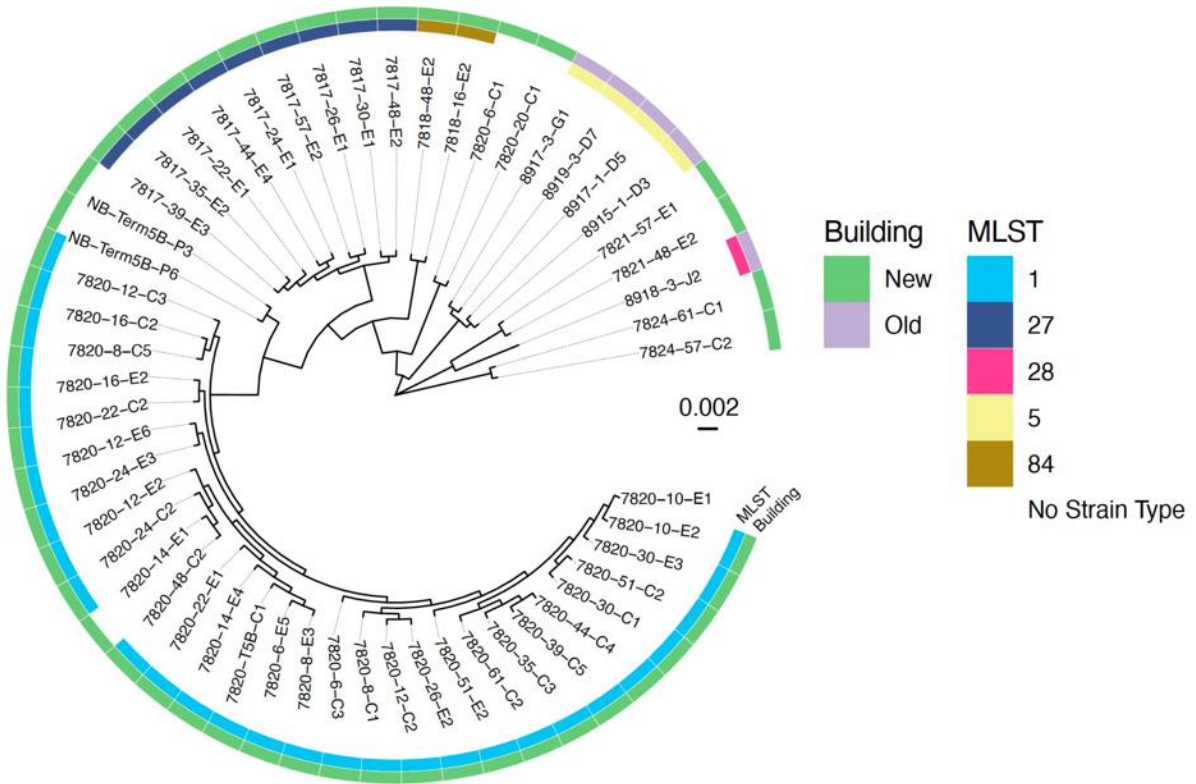 7817–48–E2
7818–48–E2
7818–16–E2
7820–6–C1
7820–20–C1
8917–3–G1
8919–3–D7
8917–1–D5
8915–1–D3
7821–57–E1
7821–48–E2
8918–3–J2
7824–61–C1
7824–57–C2
7817–30–E1
7817–26–E1
7817–57–E2
7817–24–E1
7817–44–E4
7817–22–E1
7817–35–E2
7817–39–E3
NB–Term5B–P3
NB–Term5B–P6
7820–12–C3
7820–16–C2
7820–8–C5
7820–16–E2
7820–22–C2
7820–12–E6
7820–24–E3
7820–12–E2
7820–24–C2
7820–14–E1
7820–48–C2
7820–22–E1
7820–14–E4
7820–T5B–C1
7820–6–E5
7820–8–E3
7820–6–C3
7820–8–C1
7820–12–C2
7820–26–E2
7820–51–E2
7820–61–C2
7820–35–C3
7820–39–C5
7820–44–C4
7820–30–C1
7820–51–C2
7820–30–E3
7820–10–E2
7820–10–E1
MLST
Building
0.002
Building
New
Old
MLST
1
27
28
5
84
No Strain Type